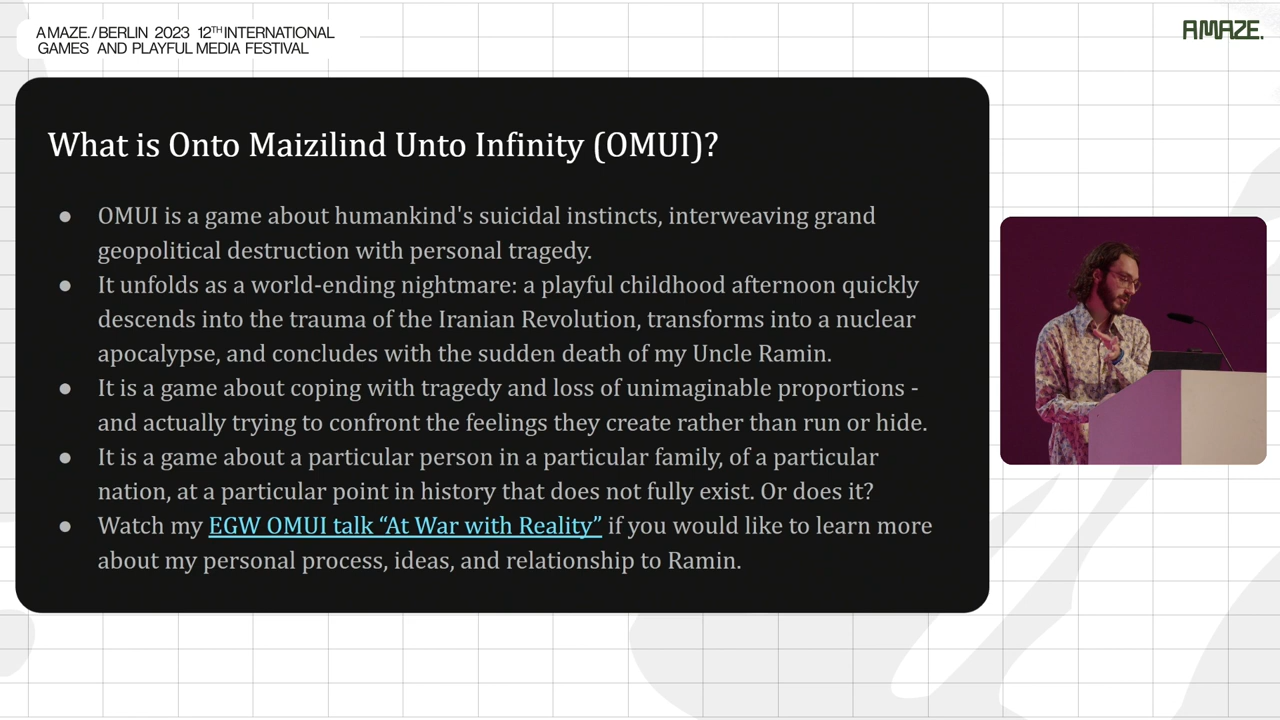 AMAZE./BERLIN 2023 12TH INTERNATIONAL
GAMES AND PLAYFUL MEDIA FESTIVAL
AMAZE.
What is Onto Maizilind Unto Infinity (OMUI)?
● OMUI is a game about humankind's suicidal instincts, interweaving grand
geopolitical destruction with personal tragedy.
● It unfolds as a world-ending nightmare: a playful childhood afternoon quickly
descends into the trauma of the Iranian Revolution, transforms into a nuclear
apocalypse, and concludes with the sudden death of my Uncle Ramin.
● It is a game about coping with tragedy and loss of unimaginable proportions -
and actually trying to confront the feelings they create rather than run or hide.
● It is a game about a particular person in a particular family, of a particular
nation, at a particular point in history that does not fully exist. Or does it?
● Watch my EGW OMUI talk “At War with Reality” if you would like to learn more
about my personal process, ideas, and relationship to Ramin.